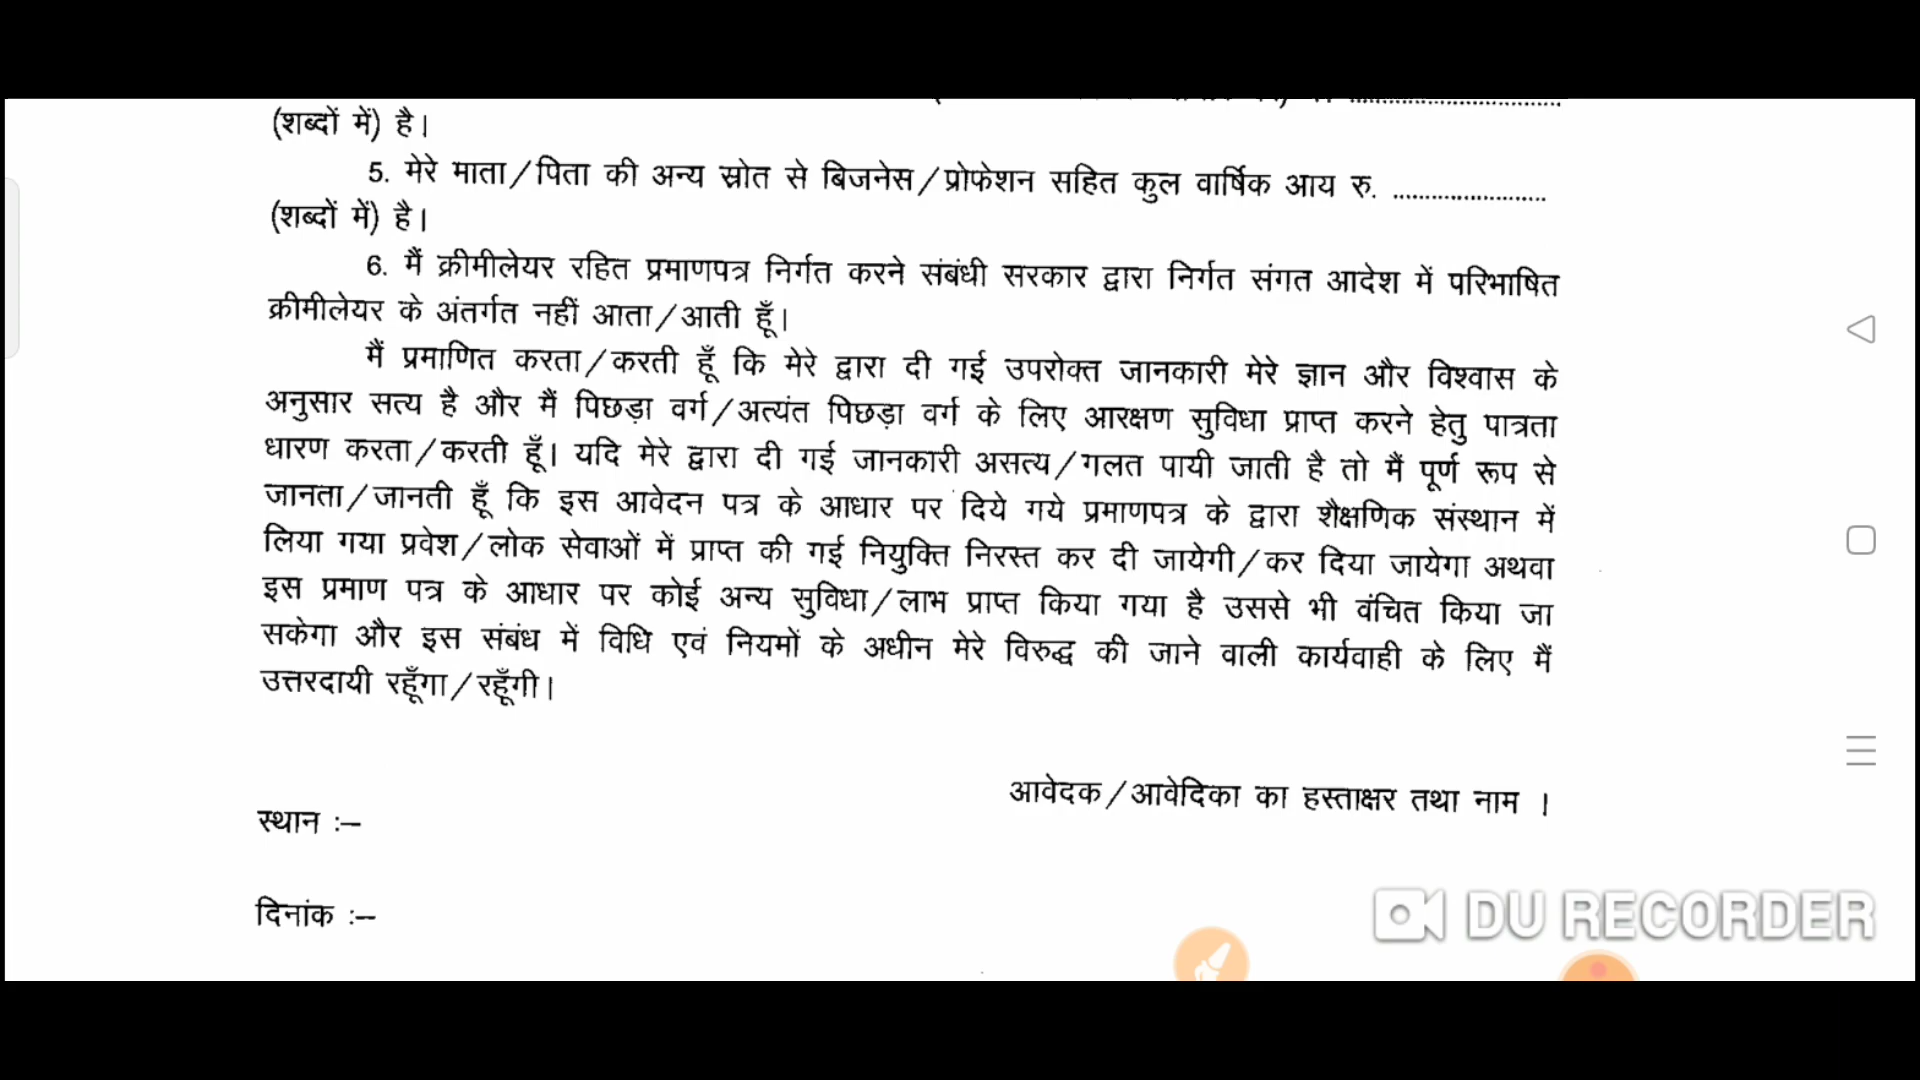 (शब्दों में) है।
5. मेरे माता/पिता की अन्य स्रोत से बिजनेस/प्रोफेशन सहित कुल वार्षिक आय रु. ........................
(शब्दों में) है।
6. मैं क्रीमीलेयर रहित प्रमाणपत्र निर्गत करने संबंधी सरकार द्वारा निर्गत संगत आदेश में परिभाषित
क्रीमीलेयर के अंतर्गत नहीं आता/आती हूँ।
मैं प्रमाणित करता/करती हूँ कि मेरे द्वारा दी गई उपरोक्त जानकारी मेरे ज्ञान और विश्वास के
अनुसार सत्य है और मैं पिछड़ा वर्ग/अत्यंत पिछड़ा वर्ग के लिए आरक्षण सुविधा प्राप्त करने हेतु पात्रता
धारण करता/करती हूँ। यदि मेरे द्वारा दी गई जानकारी असत्य/गलत पायी जाती है तो मैं पूर्ण रूप से
जानता/जानती हूँ कि इस आवेदन पत्र के आधार पर दिये गये प्रमाणपत्र के द्वारा शैक्षणिक संस्थान में
लिया गया प्रवेश/लोक सेवाओं में प्राप्त की गई नियुक्ति निरस्त कर दी जायेगी/कर दिया जायेगा अथवा
इस प्रमाण पत्र के आधार पर कोई अन्य सुविधा/लाभ प्राप्त किया गया है उससे भी वंचित किया जा
सकेगा और इस संबंध में विधि एवं नियमों के अधीन मेरे विरुद्ध की जाने वाली कार्यवाही के लिए मैं
उत्तरदायी रहूँगा/रहूँगी।
आवेदक/आवेदिका का हस्ताक्षर तथा नाम ।
स्थान :–
दिनांक :–
DU RECORDER